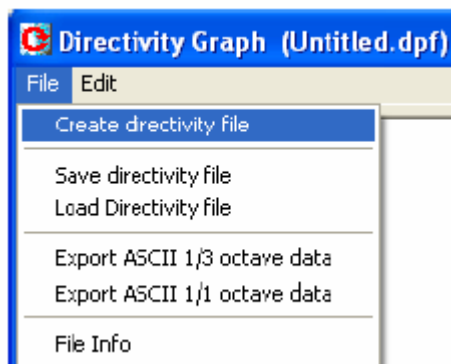 Directivity Graph (Untitled.dpf)
File Edit
Create directivity file
Save directivity file
Load Directivity file
Export ASCII 1/3 octave data
Export ASCII 1/1 octave data
File Info